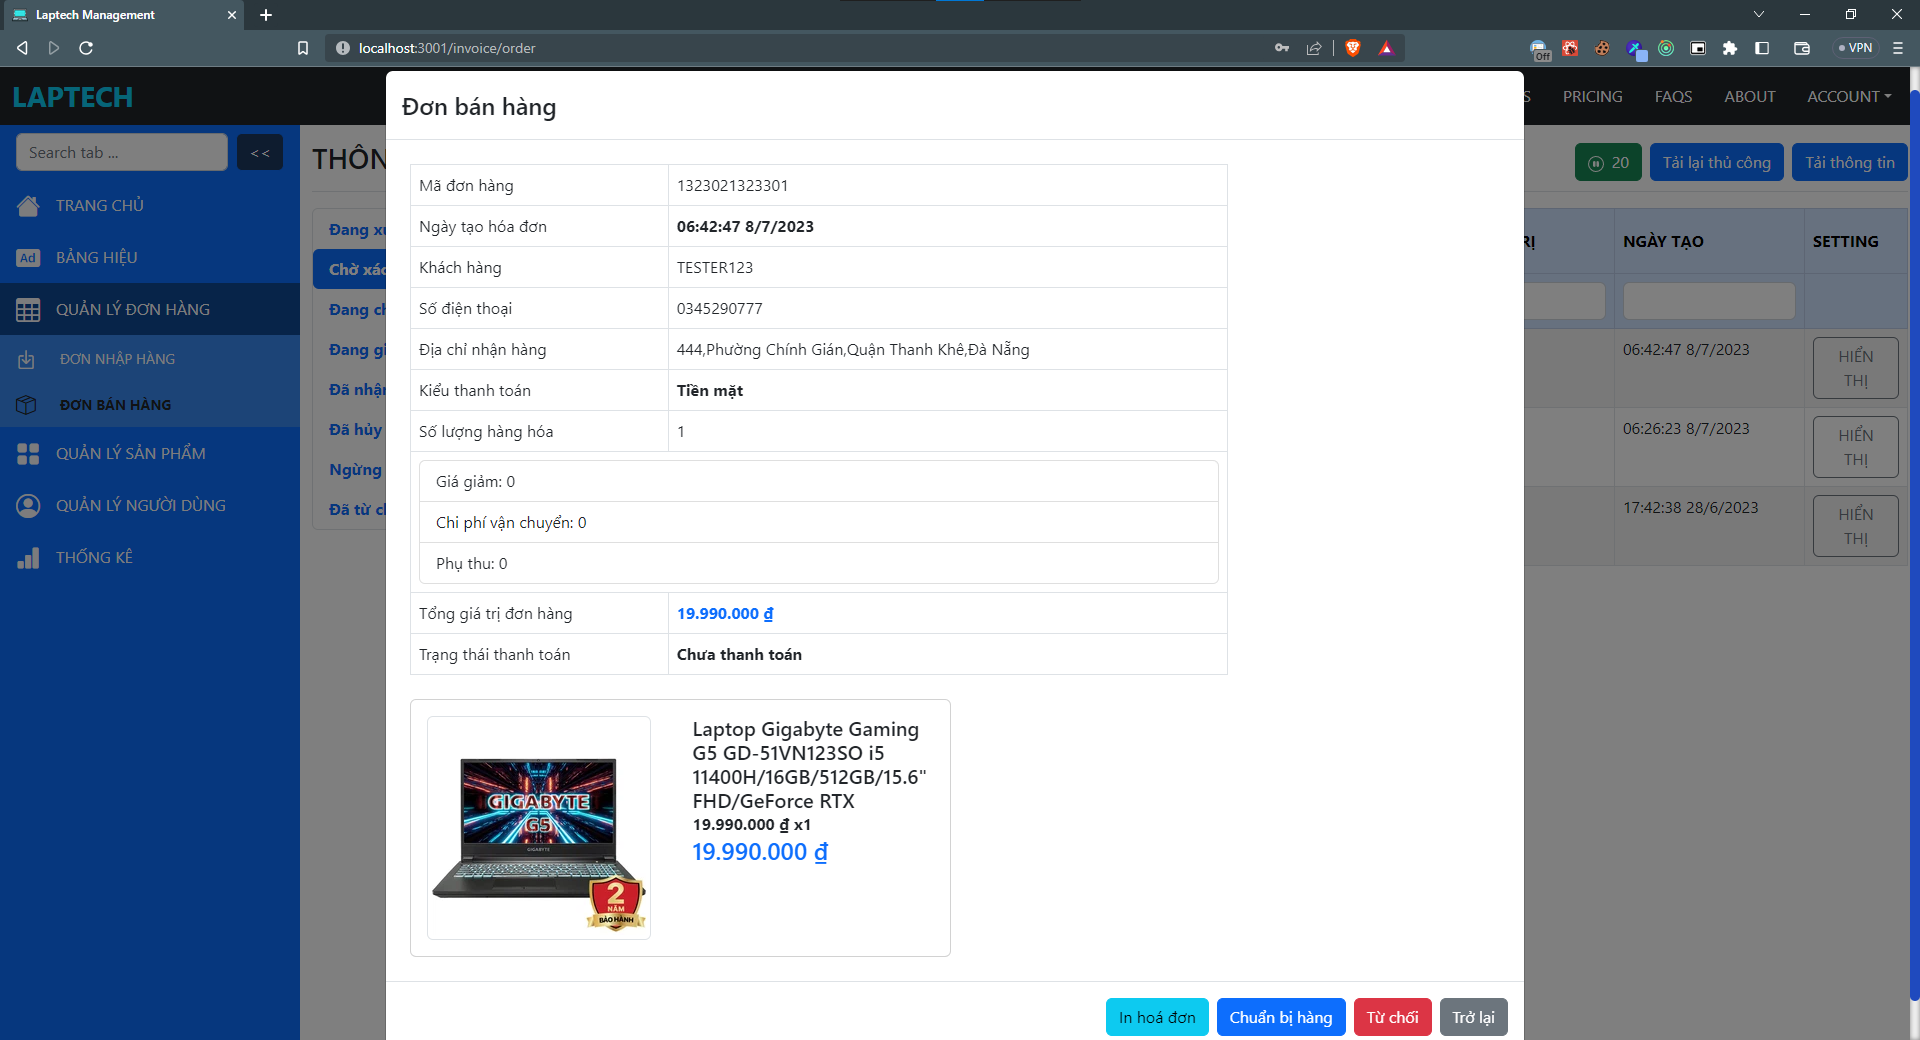 Laptech Management
localhost:3001/invoice/order
Off
VPN
LAPTECH
PRICING
FAQS
ABOUT
ACCOUNT
Search tab ...
<<
TRANG CHỦ
Ad
BẢNG HIỆU
QUẢN LÝ ĐƠN HÀNG
ĐƠN NHẬP HÀNG
ĐƠN BÁN HÀNG
QUẢN LÝ SẢN PHẨM
QUẢN LÝ NGƯỜI DÙNG
THỐNG KÊ
20
Tải lại thủ công
Tải thông tin
Đang
Chờ
Đang
Đang
Đã
Đã hủy
Ngừng
Đã từ
NGÀY TẠO
SETTING
06:42:47 8/7/2023
HIỂN
THỊ
06:26:23 8/7/2023
HIỂN
THỊ
17:42:38 28/6/2023
HIỂN
THỊ
Đơn bán hàng
Mã đơn hàng
1323021323301
Ngày tạo hóa đơn
06:42:47 8/7/2023
Khách hàng
TESTER123
Số điện thoại
0345290777
Địa chỉ nhận hàng
444,Phường Chính Gián,Quận Thanh Khê,Đà Nẵng
Kiểu thanh toán
Tiền mặt
Số lượng hàng hóa
1
Giá giảm: 0
Chi phí vận chuyển: 0
Phụ thu: 0
Tổng giá trị đơn hàng
19.990.000 ₫
Trạng thái thanh toán
Chưa thanh toán
GIGABYTE
G5
GIGABYTE
2
NĂM
BẢO HÀNH
Laptop Gigabyte Gaming
G5 GD-51VN123SO i5
11400H/16GB/512GB/15.6"
FHD/GeForce RTX
19.990.000 ₫ x1
19.990.000 ₫
In hoá đơn
Chuẩn bị hàng
Từ chối
Trở lại